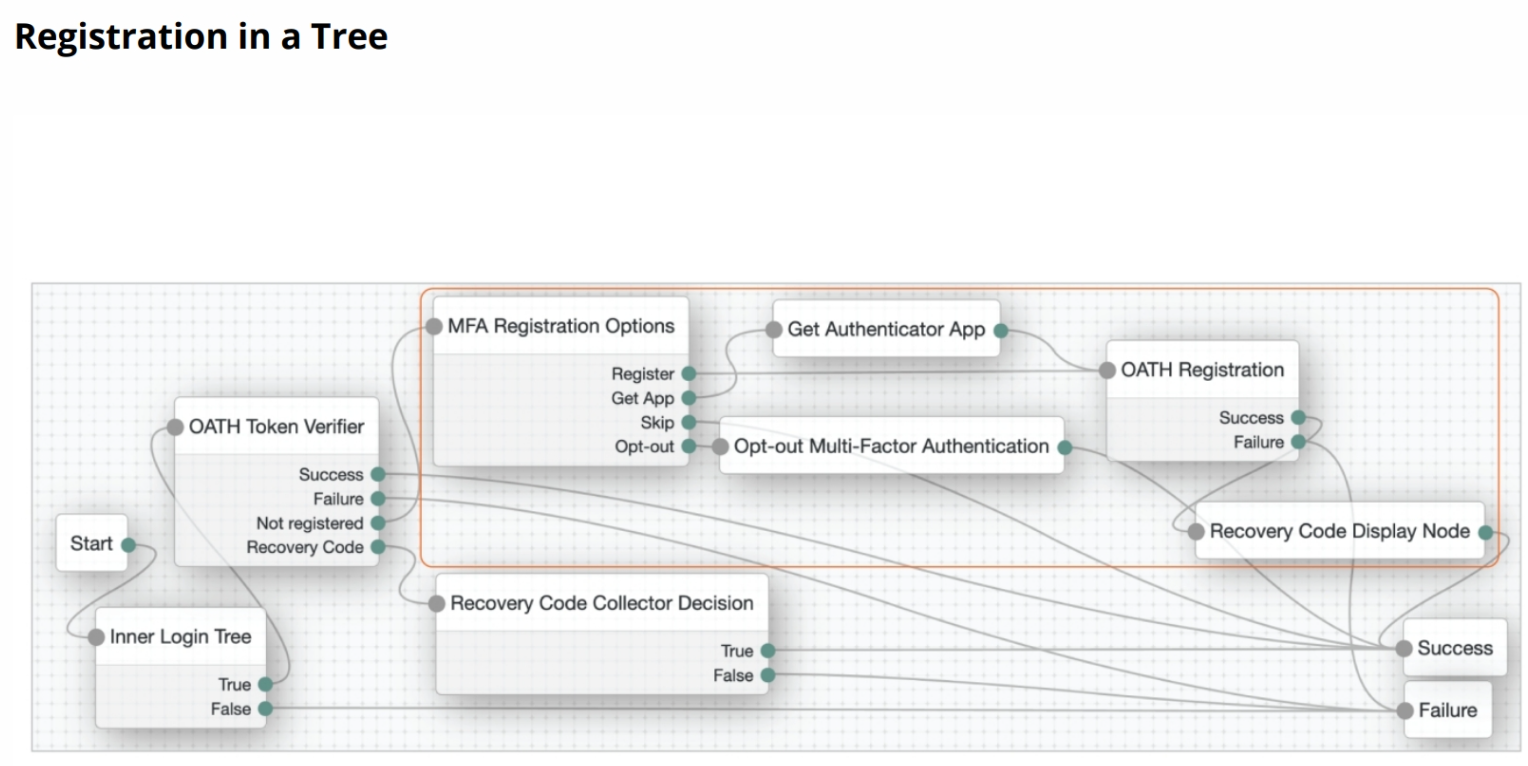 Registration in a Tree
MFA Registration Options
Register
Get App
Skip
Opt-out
Get Authenticator App
OATH Registration
Success
Failure
Opt-out Multi-Factor Authentication
OATH Token Verifier
Success
Failure
Not registered
Recovery Code
Start
Recovery Code Display Node
Inner Login Tree
True
False
Recovery Code Collector Decision
True
False
Success
Failure